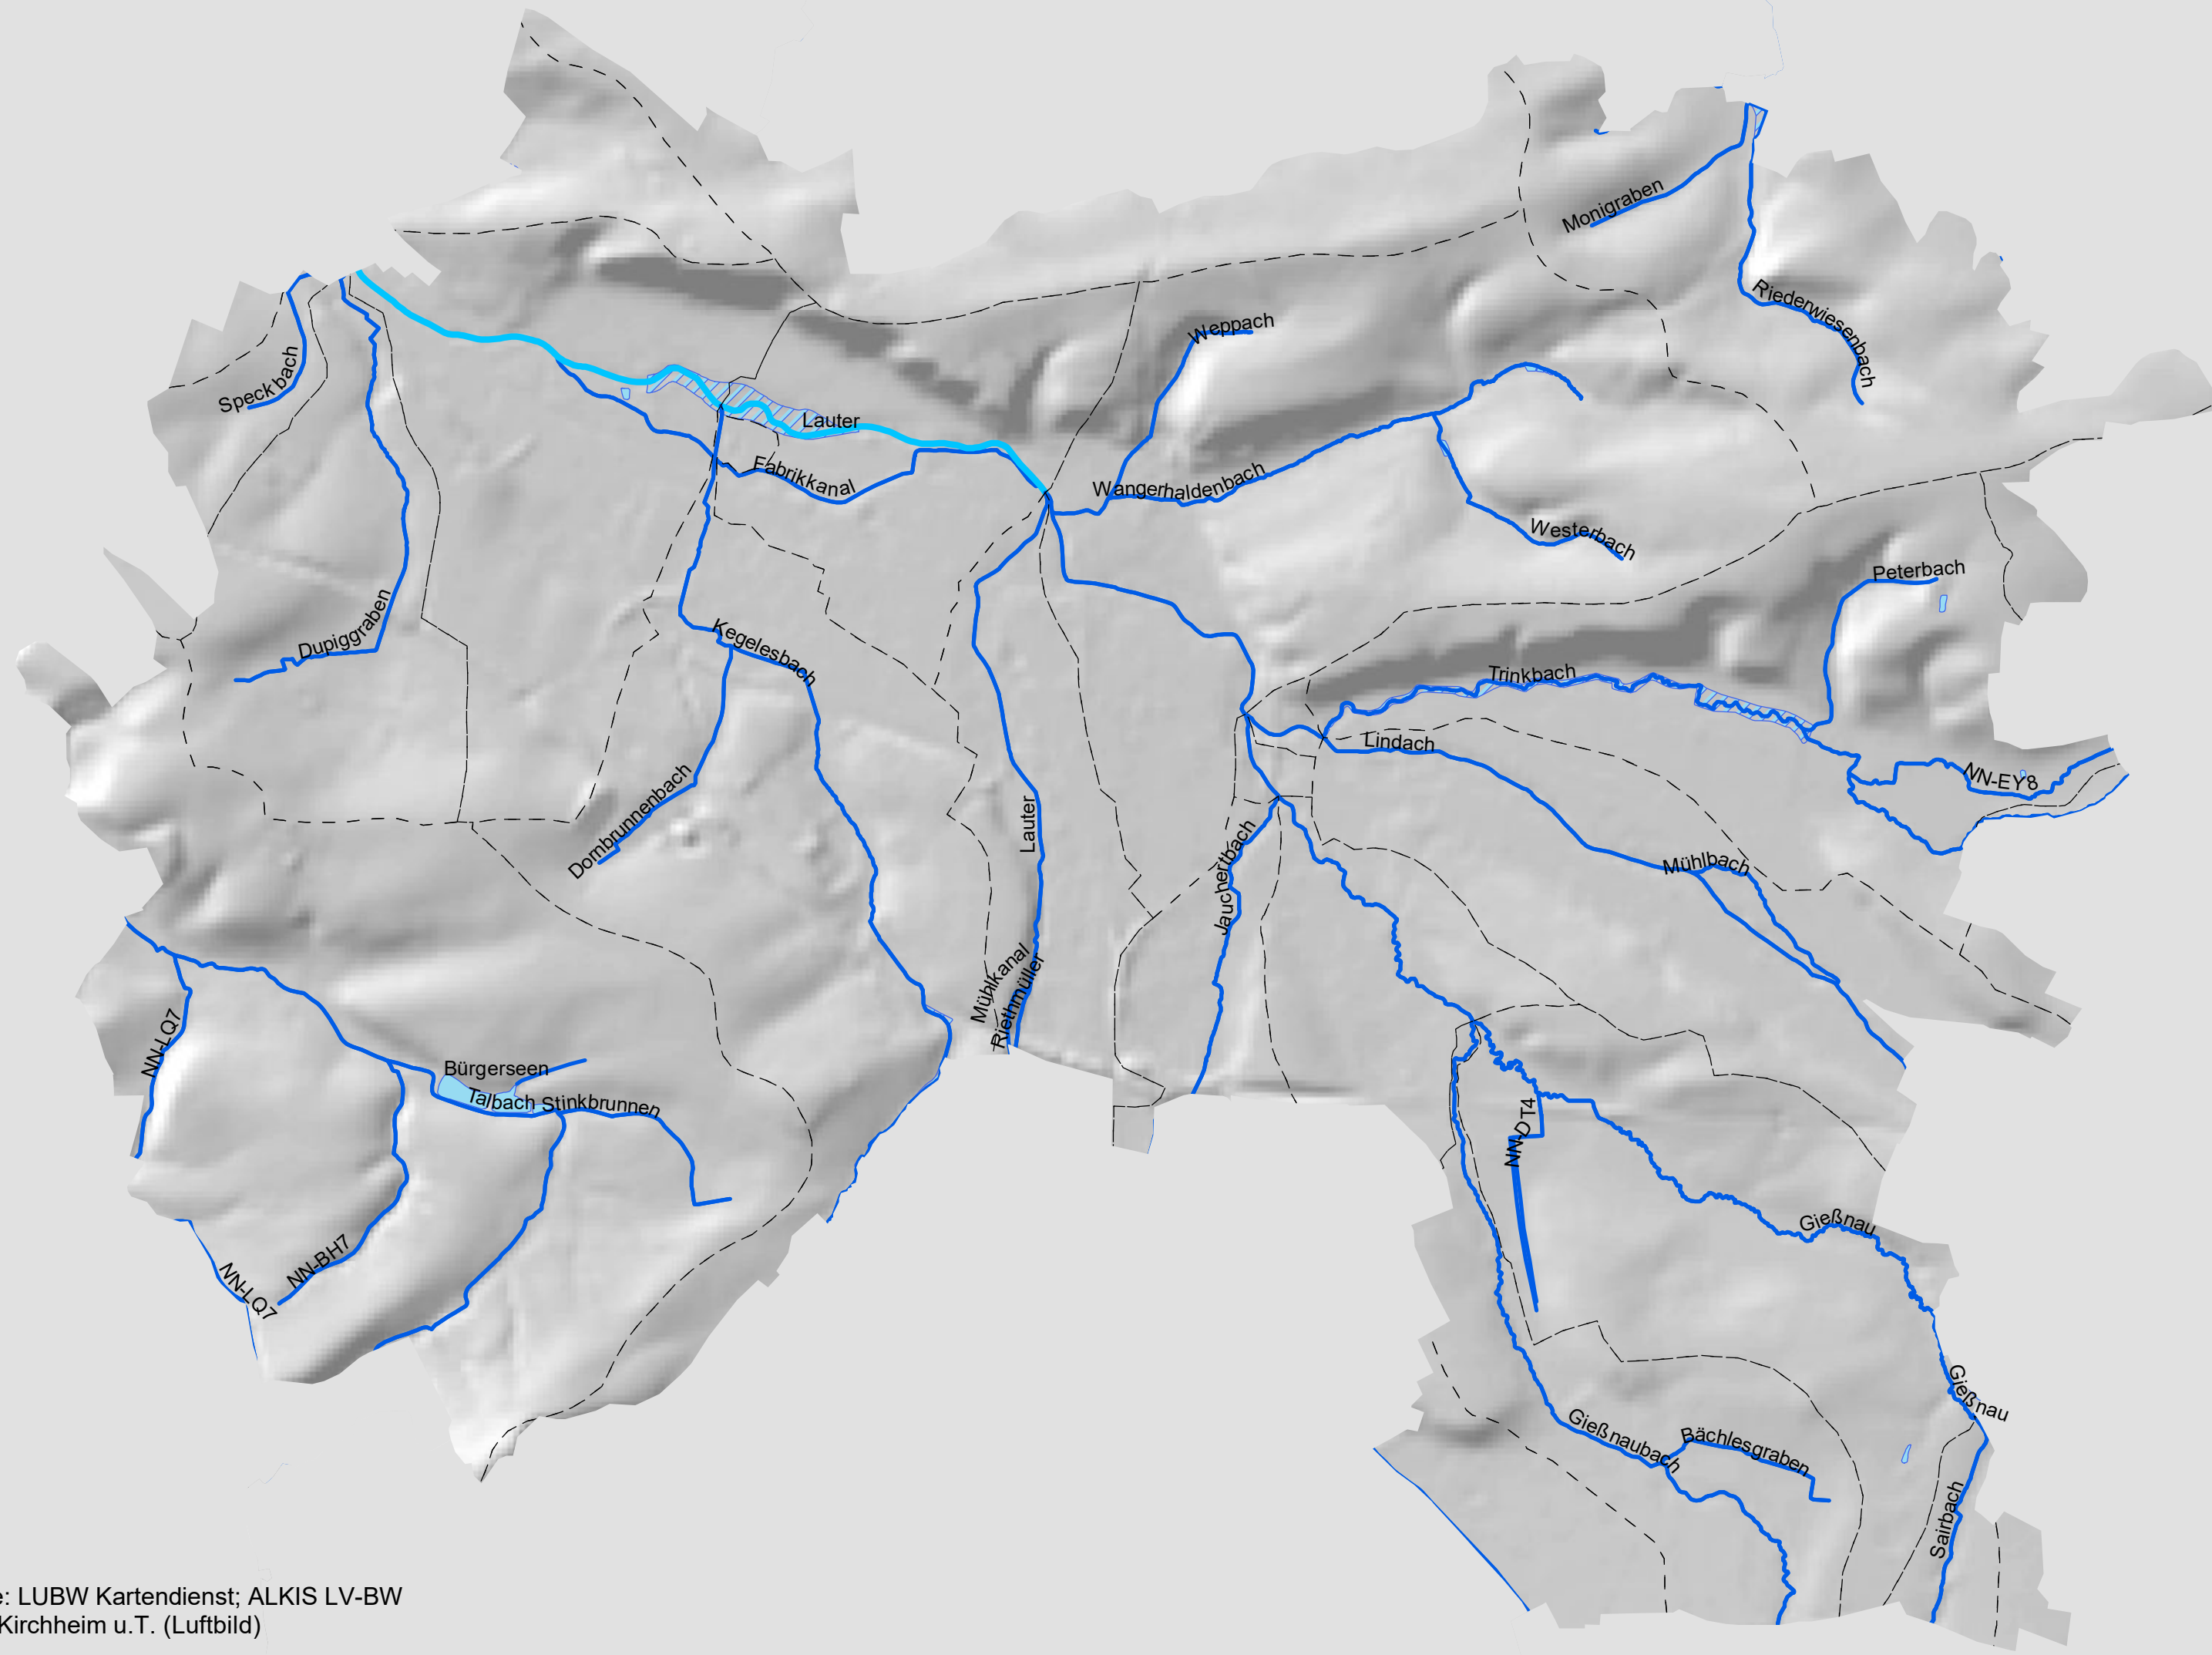 Monigraben
Riederwiesenbach
Weppach
Speckbach
Lauter
Fabrikkanal
Wangerhaldenbach
Westerbach
Peterbach
Dupiggraben
Kegelesbach
Trinkbach
Lindach
NN-EY8
Dombrunnenbach
Lauter
Jauchertbach
Mühlbach
Mühlkanal
Riethmüller
NN-LQ7
Bürgerseen
Talbach Stinkbrunnen
NN-DT4
Gießnau
NN-LQ7
NN-BH7
Gießnau
Gießnaubach
Bächlesgraben
Sairbach
e: LUBW Kartendienst; ALKIS LV-BW
Kirchheim u.T. (Luftbild)